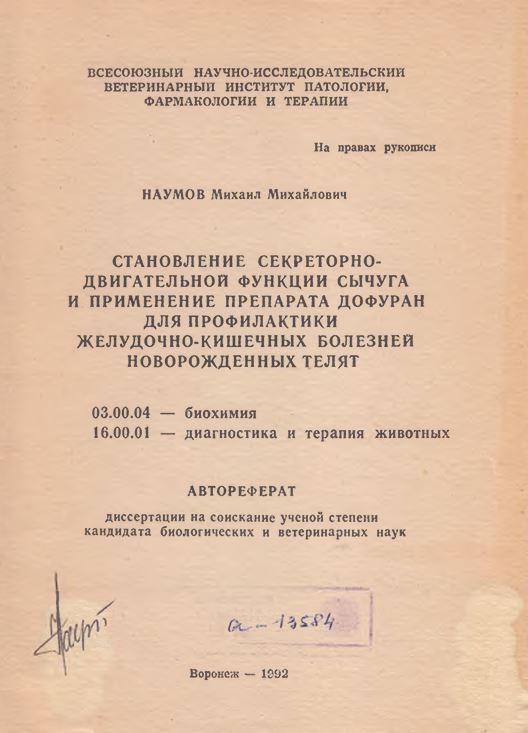 ВСЕСОЮЗНЫЙ НАУЧНО-ИССЛЕДОВАТЕЛЬСКИЙ
ВЕТЕРИНАРНЫЙ ИНСТИТУТ ПАТОЛОГИИ,
ФАРМАКОЛОГИИ И ТЕРАПИИ
На правах рукописи
НАУМОВ Михаил Михайлович
СТАНОВЛЕНИЕ СЕКРЕТОРНО-
ДВИГАТЕЛЬНОЙ ФУНКЦИИ СЫЧУГА
И ПРИМЕНЕНИЕ ПРЕПАРАТА ДОФУРАН
ДЛЯ ПРОФИЛАКТИКИ
ЖЕЛУДОЧНО-КИШЕЧНЫХ БОЛЕЗНЕЙ
НОВОРОЖДЕННЫХ ТЕЛЯТ
03.00.04 — биохимия
16.00.01 — диагностика и терапия животных
АВТОРЕФЕРАТ
диссертации на соискание ученой степени
кандидата биологических и ветеринарных наук
а - 13584
Воронеж — 1992